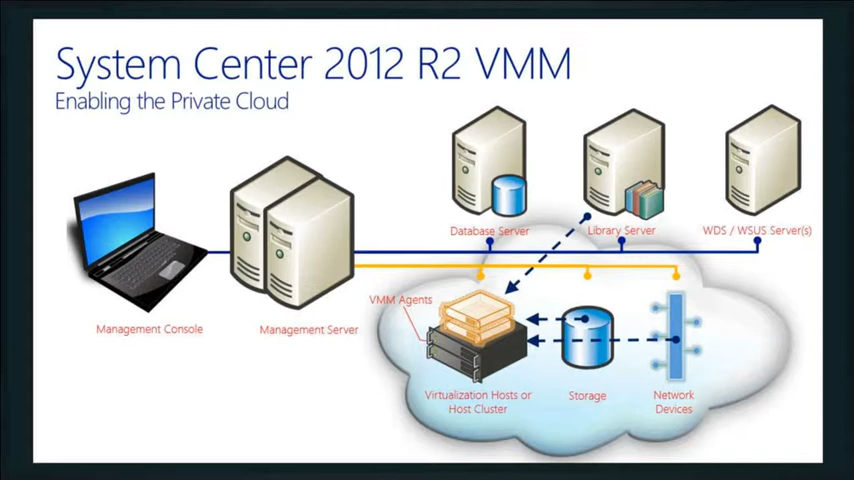 System Center 2012 R2 VMM
Enabling the Private Cloud
Database Server
Library Server
WDS / WSUS Server(s)
VMM Agents
Management Console
Management Server
Virtualization Hosts or
Host Cluster
Storage
Network
Devices